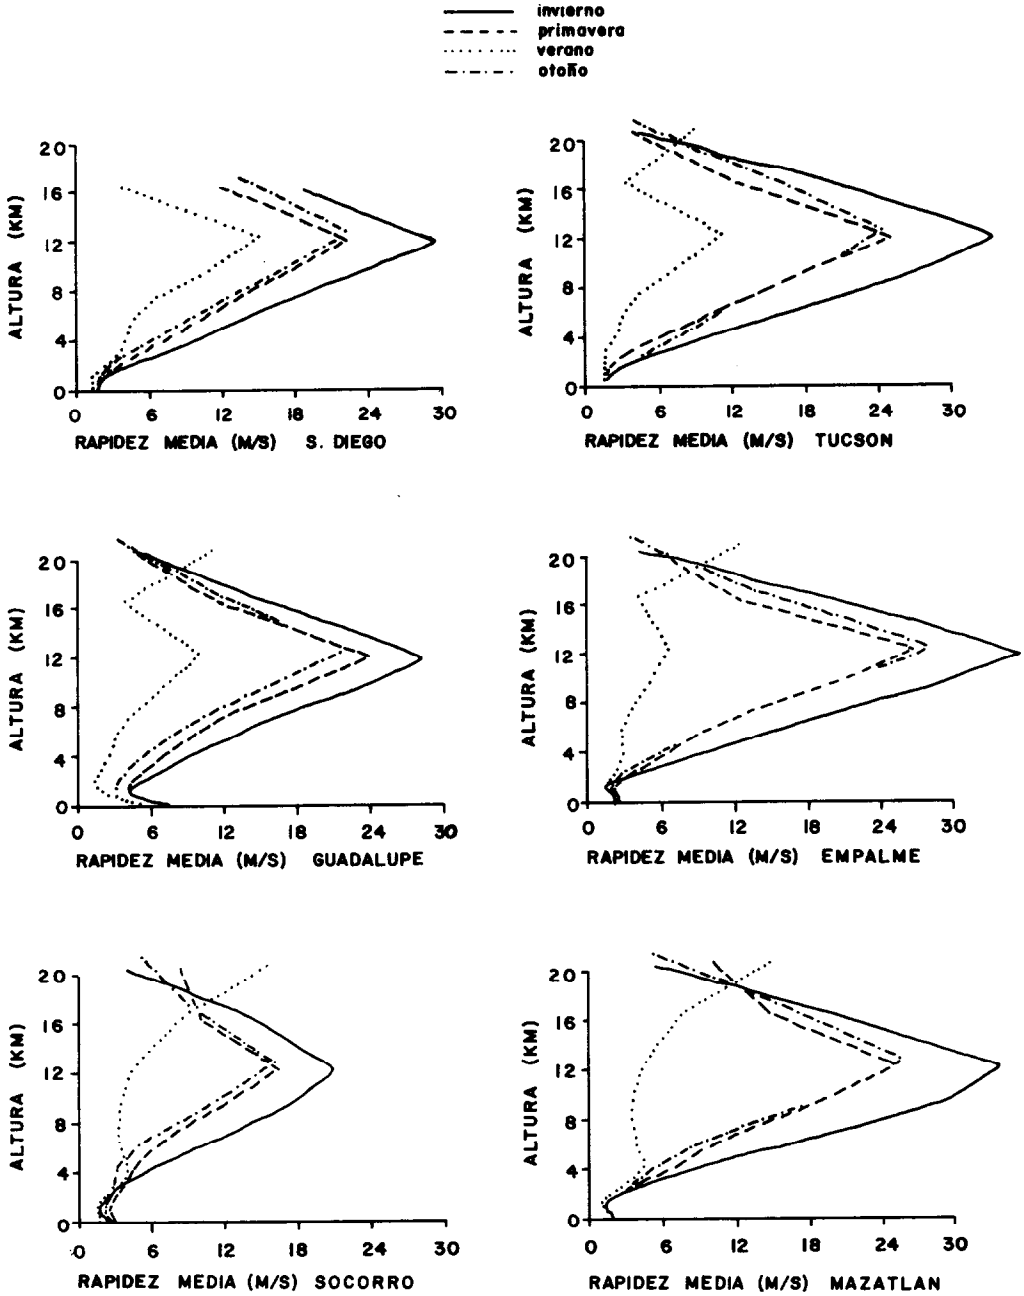 invierno
primavera
verano
otoño
20
16
12
8
4
0
ALTURA (KM)
0 6 12 18 24 30
RAPIDEZ MEDIA (M/S) S. DIEGO
20
16
12
8
4
0
ALTURA (KM)
0 6 12 18 24 30
RAPIDEZ MEDIA (M/S) TUCSON
20
16
12
8
4
0
ALTURA (KM)
0 6 12 18 24 30
RAPIDEZ MEDIA (M/S) GUADALUPE
20
16
12
8
4
0
ALTURA (KM)
0 6 12 18 24 30
RAPIDEZ MEDIA (M/S) EMPALME
20
16
12
8
4
0
ALTURA (KM)
0 6 12 18 24 30
RAPIDEZ MEDIA (M/S) SOCORRO
20
16
12
8
4
0
ALTURA (KM)
0 6 12 18 24 30
RAPIDEZ MEDIA (M/S) MAZATLAN